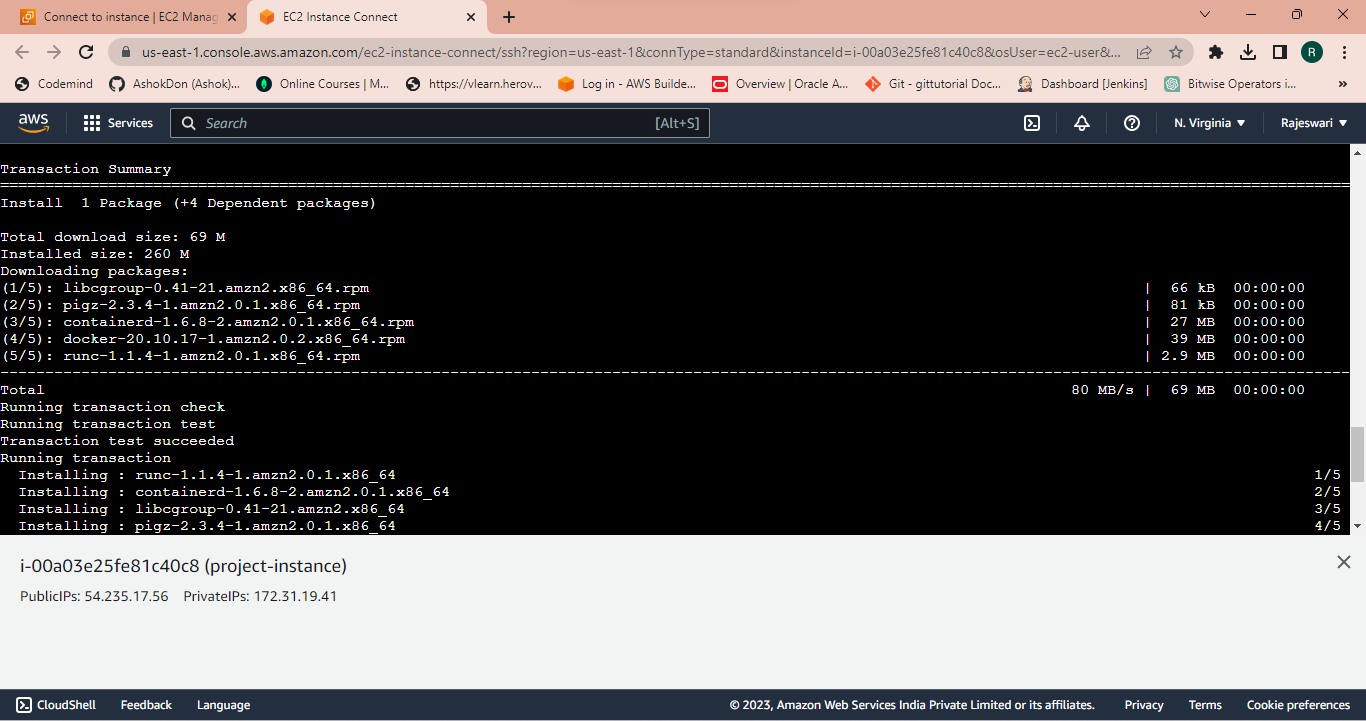 Connect to instance | EC2 Manag
EC2 Instance Connect
us-east-1.console.aws.amazon.com/ec2-instance-connect/ssh?region=us-east-1&connType=standard&instanceId=i-00a03e25fe81c40c8&osUser=ec2-user&...
R
Codemind
AshokDon (Ashok)...
Online Courses | M...
https://vlearn.herov...
Log in - AWS Builde...
Overview | Oracle A...
Git - gittutorial Doc...
Dashboard [Jenkins]
Bitwise Operators i...
»
aws
Services
Search
[Alt+S]
N. Virginia
Rajeswari
Transaction Summary
================================================================================
Install  1 Package (+4 Dependent packages)
Total download size: 69 M
Installed size: 260 M
Downloading packages:
(1/5): libcgroup-0.41-21.amzn2.x86_64.rpm | 66 kB 00:00:00
(2/5): pigz-2.3.4-1.amzn2.0.1.x86_64.rpm | 81 kB 00:00:00
(3/5): containerd-1.6.8-2.amzn2.0.1.x86_64.rpm | 27 MB 00:00:00
(4/5): docker-20.10.17-1.amzn2.0.2.x86_64.rpm | 39 MB 00:00:00
(5/5): runc-1.1.4-1.amzn2.0.1.x86_64.rpm | 2.9 MB 00:00:00
--------------------------------------------------------------------------------
Total 80 MB/s | 69 MB 00:00:00
Running transaction check
Running transaction test
Transaction test succeeded
Running transaction
Installing : runc-1.1.4-1.amzn2.0.1.x86_64 1/5
Installing : containerd-1.6.8-2.amzn2.0.1.x86_64 2/5
Installing : libcgroup-0.41-21.amzn2.x86_64 3/5
Installing : pigz-2.3.4-1.amzn2.0.1.x86_64 4/5
i-00a03e25fe81c40c8 (project-instance)
PublicIPs: 54.235.17.56 PrivateIPs: 172.31.19.41
CloudShell
Feedback
Language
© 2023, Amazon Web Services India Private Limited or its affiliates.
Privacy
Terms
Cookie preferences